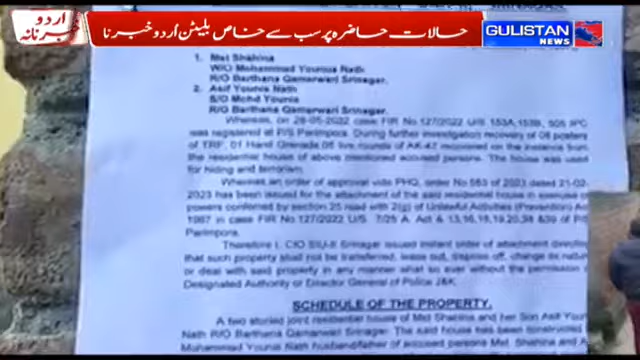 اُردو
خبرنامہ
حالات حاضرہ پر سب سے خاص بلیٹن اُردو خبرنا
GULISTAN
NEWS
1. Mst Shahina
W/O Mohammad Younis Nath
R/O Barthana Qamarwari Srinagar.
2. Asif Younis Nath
S/O Mohd Younis
R/O Barthana Qamarwari Srinagar.
Whereas, on 28-05-2022 case FIR No.127/2022 U/S 153A,153B, 505 IPC
was registered at P/S Parimpora. During further investigation recovery of 08 posters
of TRF, 01 Hand Grenade,06 live rounds of AK-47 recovered on the instance from
the residential house of above mentioned accused persons. The house was used
for hiding and terrorism.
Whereas an order of approval vide PHQ, order No 583 of 2023 dated 21-02-
2023 has been issued for the attachment of the said residential house in exercise of
powers conferred by section 25 read with 2(g) of Unlawful Activities (Prevention) Act
1967 in case FIR No.127/2022 U/S. 7/25 A. Act & 13,16,18,19,20,38 &39 of P/S
Parimpora.
Therefore I, CIO SIU-II Srinagar issued instant order of attachment directing
that such property shall not be transferred, lease out, dispose off, change its nature
or deal with said property in any manner what so ever without the permission of
Designated Authority or Director General of Police J&K.
SCHEDULE OF THE PROPERTY.
A two storied joint residential house of Mst Shahina and her Son Asif Youn
Nath R/O Barthana Qamarwari Srinagar. The said house has been constructed
Muhammad Younis Nath husband/father of accused persons Mst. Shahina and A